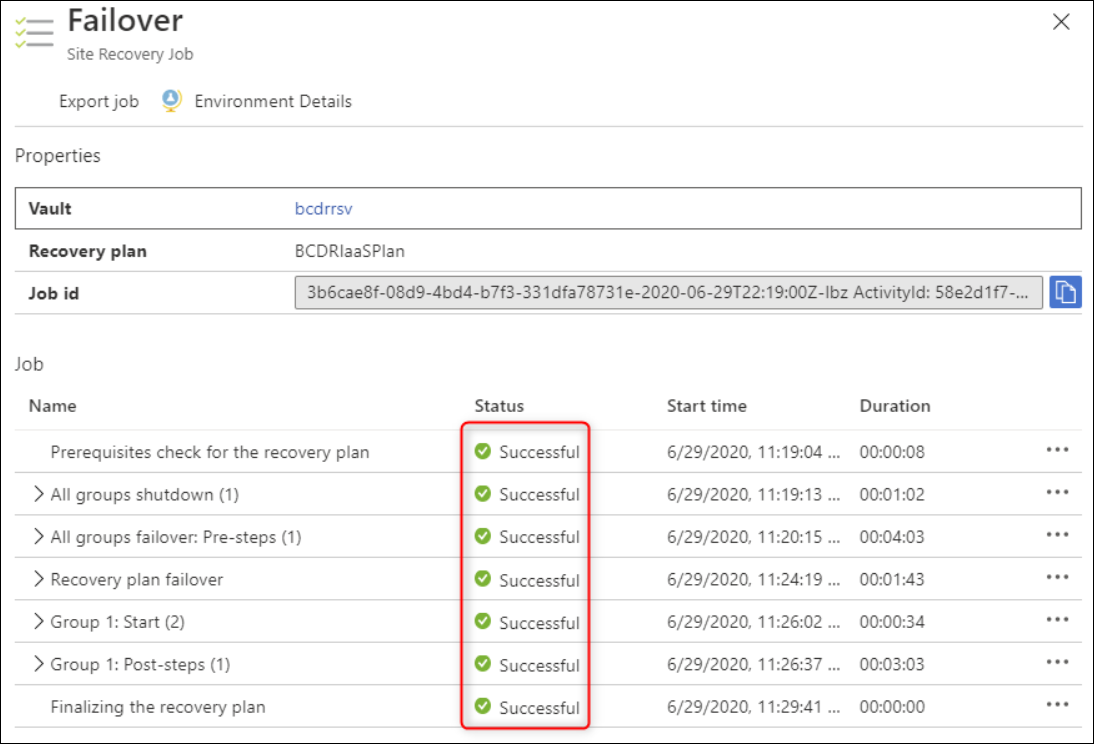 Failover
Site Recovery Job
Export job Environment Details
Properties
Vault bcdrrsv
Recovery plan BCDRIaaSPlan
Job id 3b6cae8f-08d9-4bd4-b7f3-331dfa78731e-2020-06-29T22:19:00Z-Ibz ActivityId: 58e2d1f7-...
Job
Name Status Start time Duration
Prerequisites check for the recovery plan Successful 6/29/2020, 11:19:04 ... 00:00:08
All groups shutdown (1) Successful 6/29/2020, 11:19:13 ... 00:01:02
All groups failover: Pre-steps (1) Successful 6/29/2020, 11:20:15 ... 00:04:03
Recovery plan failover Successful 6/29/2020, 11:24:19 ... 00:01:43
Group 1: Start (2) Successful 6/29/2020, 11:26:02 ... 00:00:34
Group 1: Post-steps (1) Successful 6/29/2020, 11:26:37 ... 00:03:03
Finalizing the recovery plan Successful 6/29/2020, 11:29:41 ... 00:00:00